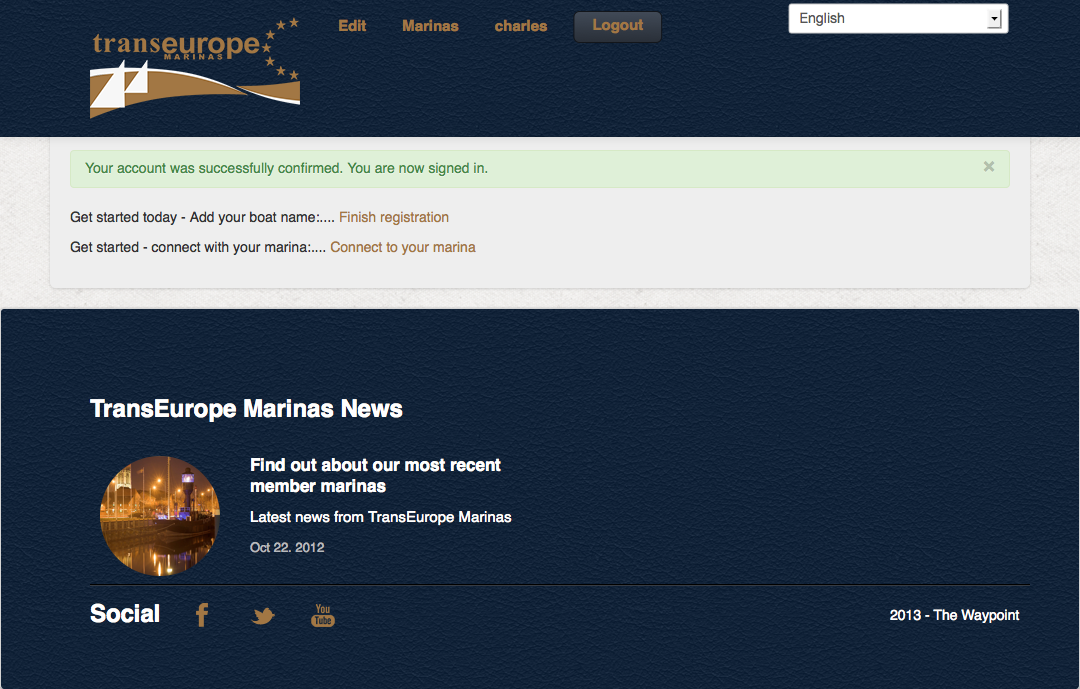 transeurope
MARINAS
Edit Marinas charles Logout
English
Your account was successfully confirmed. You are now signed in. ×
Get started today - Add your boat name:.... Finish registration
Get started - connect with your marina:.... Connect to your marina
TransEurope Marinas News
Find out about our most recent
member marinas
Latest news from TransEurope Marinas
Oct 22. 2012
Social f You
Tube
2013 - The Waypoint